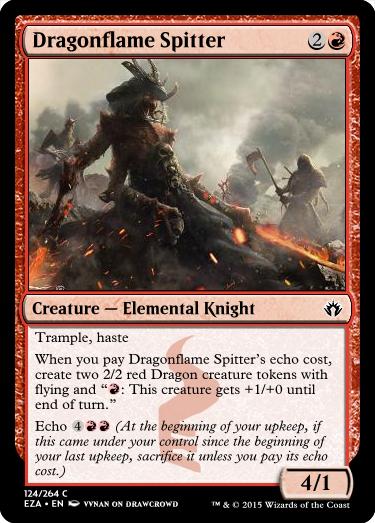 Dragonflame Spitter 2
Creature — Elemental Knight
Trample, haste
When you pay Dragonflame Spitter's echo cost,
create two 2/2 red Dragon creature tokens with
flying and “: This creature gets +1/+0 until
end of turn.”
Echo 4 (At the beginning of your upkeep, if
this came under your control since the beginning of
your last upkeep, sacrifice it unless you pay its echo
cost.)
4/1
124/264 C
EZA • EN VVNAN ON DRAWCROWD ™ & © 2015 Wizards of the Coast